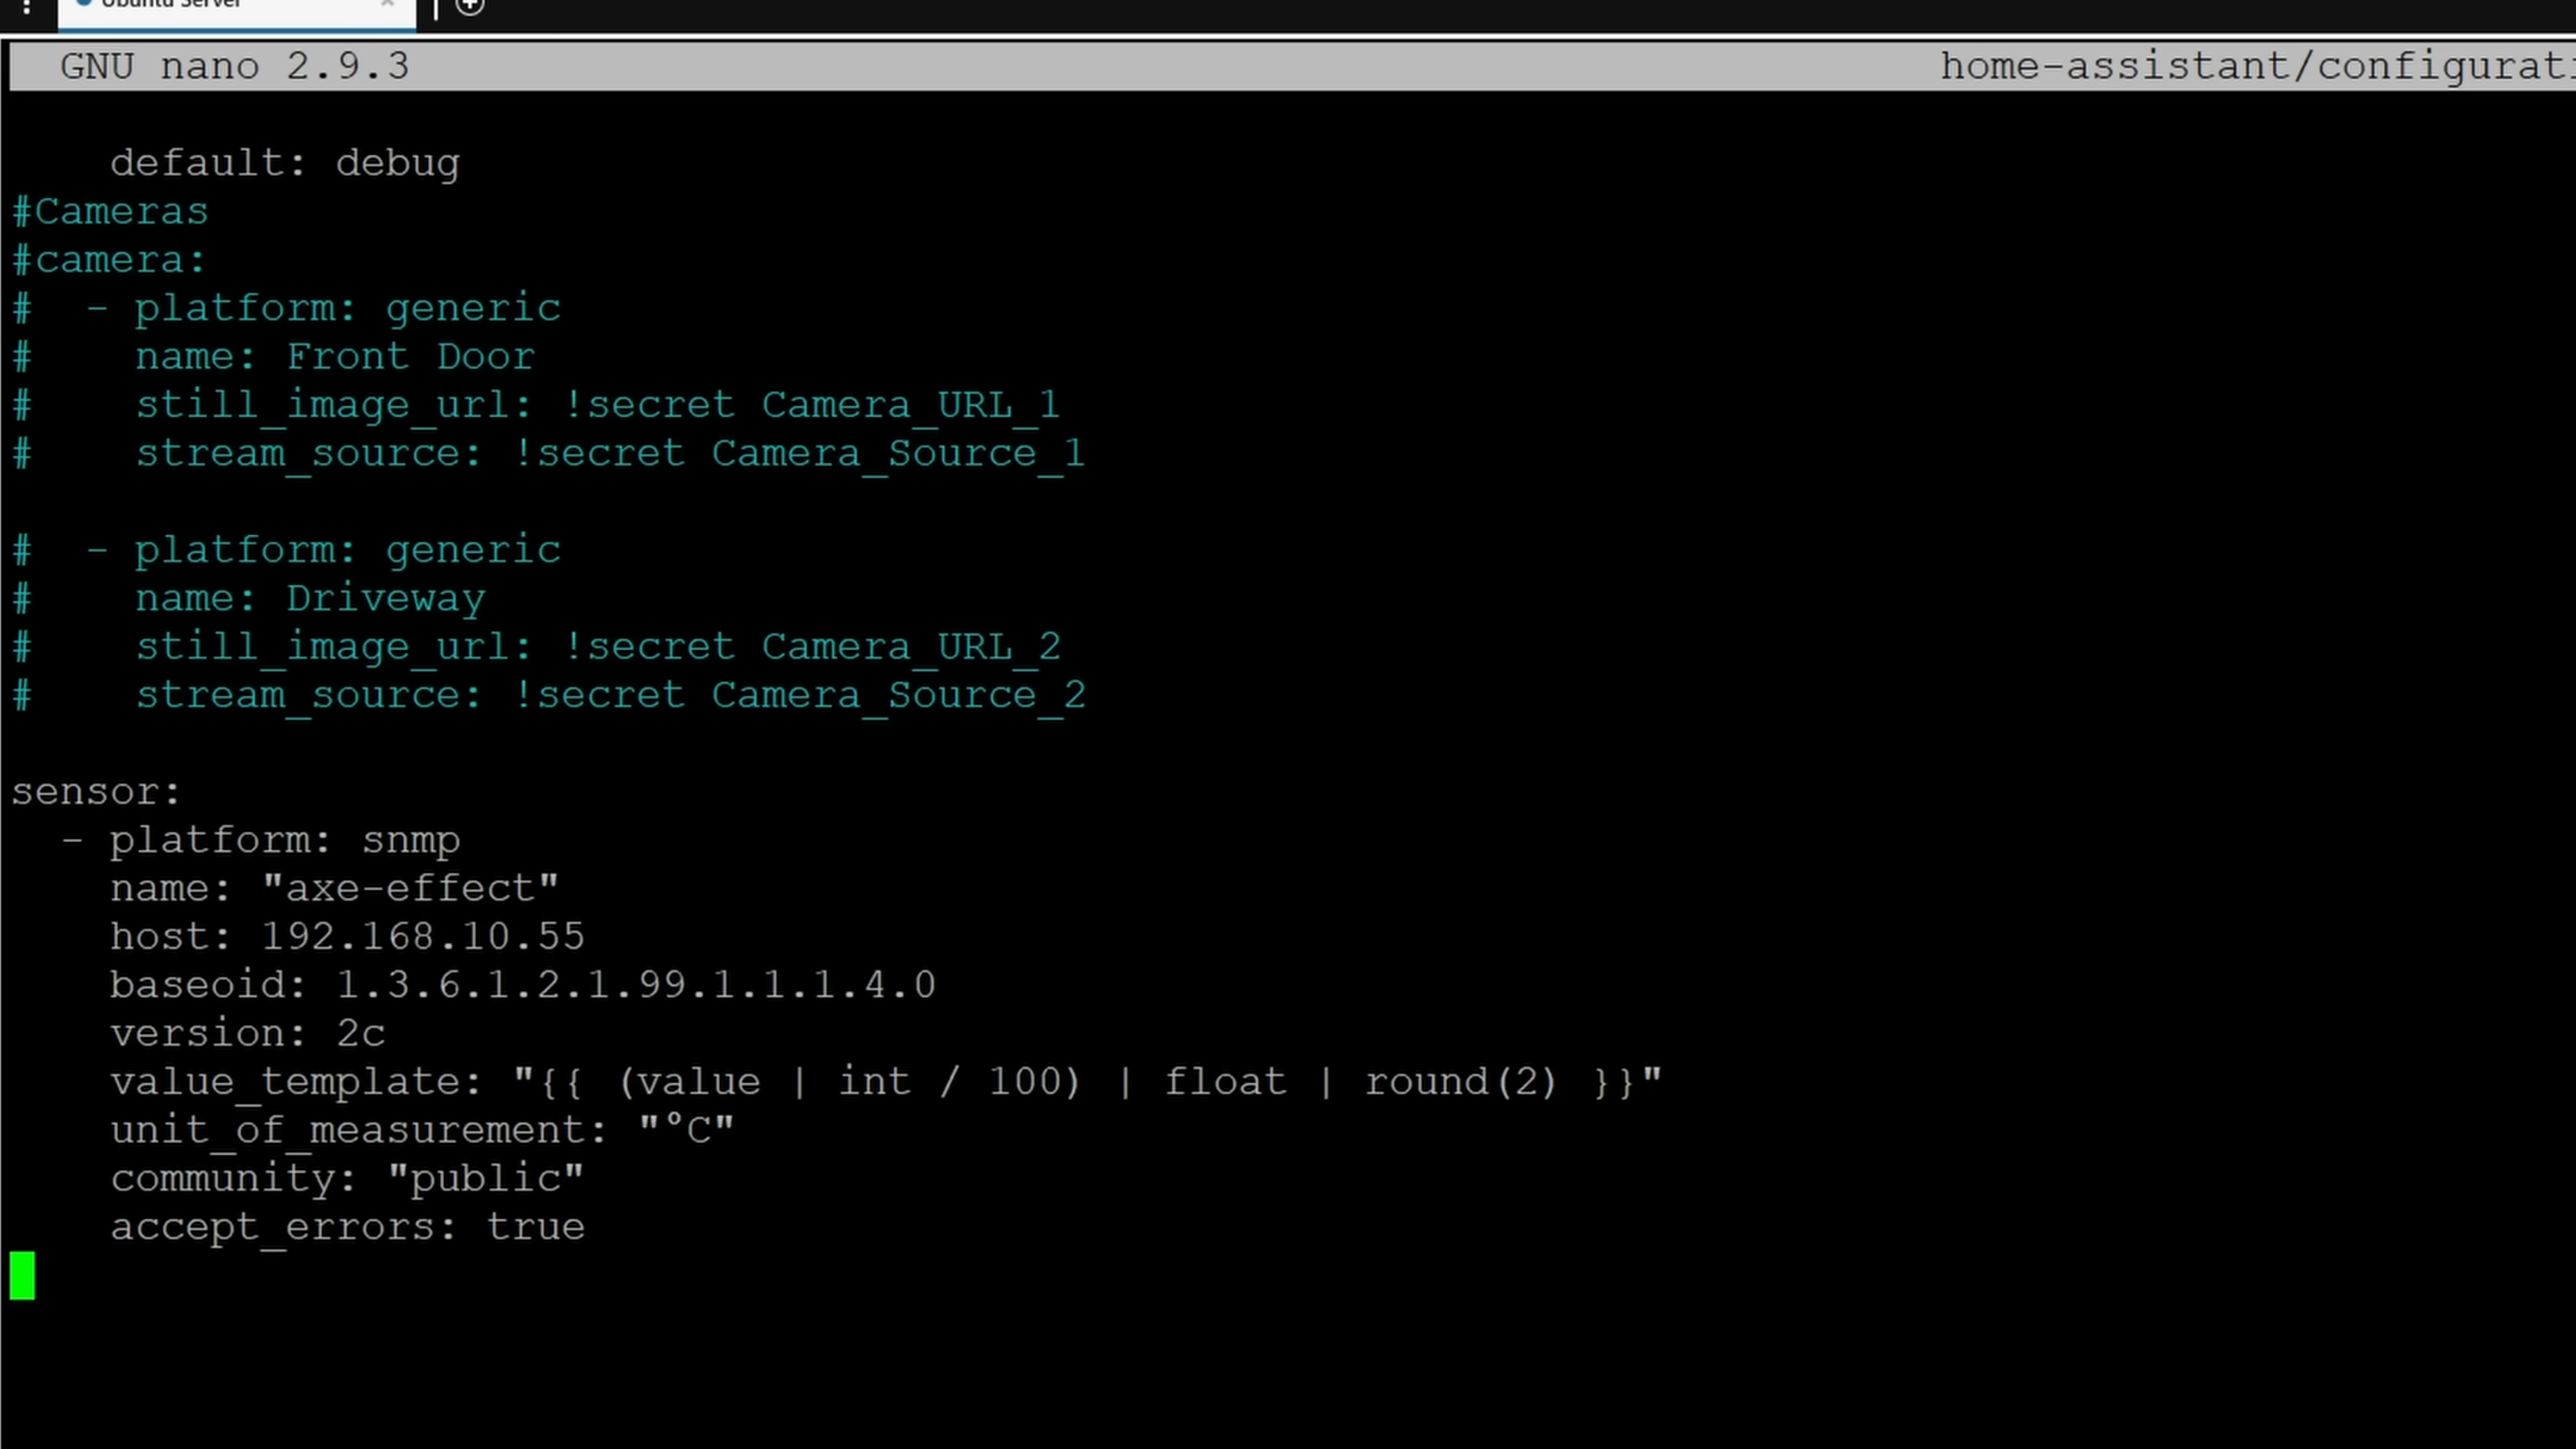 Ubuntu Server
GNU nano 2.9.3 home-assistant/configurati
default: debug
#Cameras
#camera:
#  - platform: generic
#    name: Front Door
#    still_image_url: !secret Camera_URL_1
#    stream_source: !secret Camera_Source_1
#  - platform: generic
#    name: Driveway
#    still_image_url: !secret Camera_URL_2
#    stream_source: !secret Camera_Source_2
sensor:
  - platform: snmp
    name: "axe-effect"
    host: 192.168.10.55
    baseoid: 1.3.6.1.2.1.99.1.1.1.4.0
    version: 2c
    value_template: "{{ (value | int / 100) | float | round(2) }}"
    unit_of_measurement: "°C"
    community: "public"
    accept_errors: true